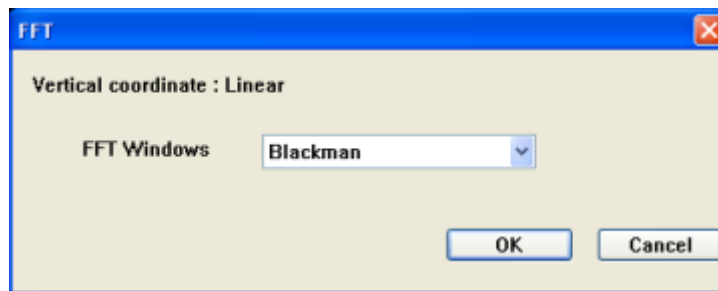 FFT
Vertical coordinate : Linear
FFT Windows Blackman
OK Cancel